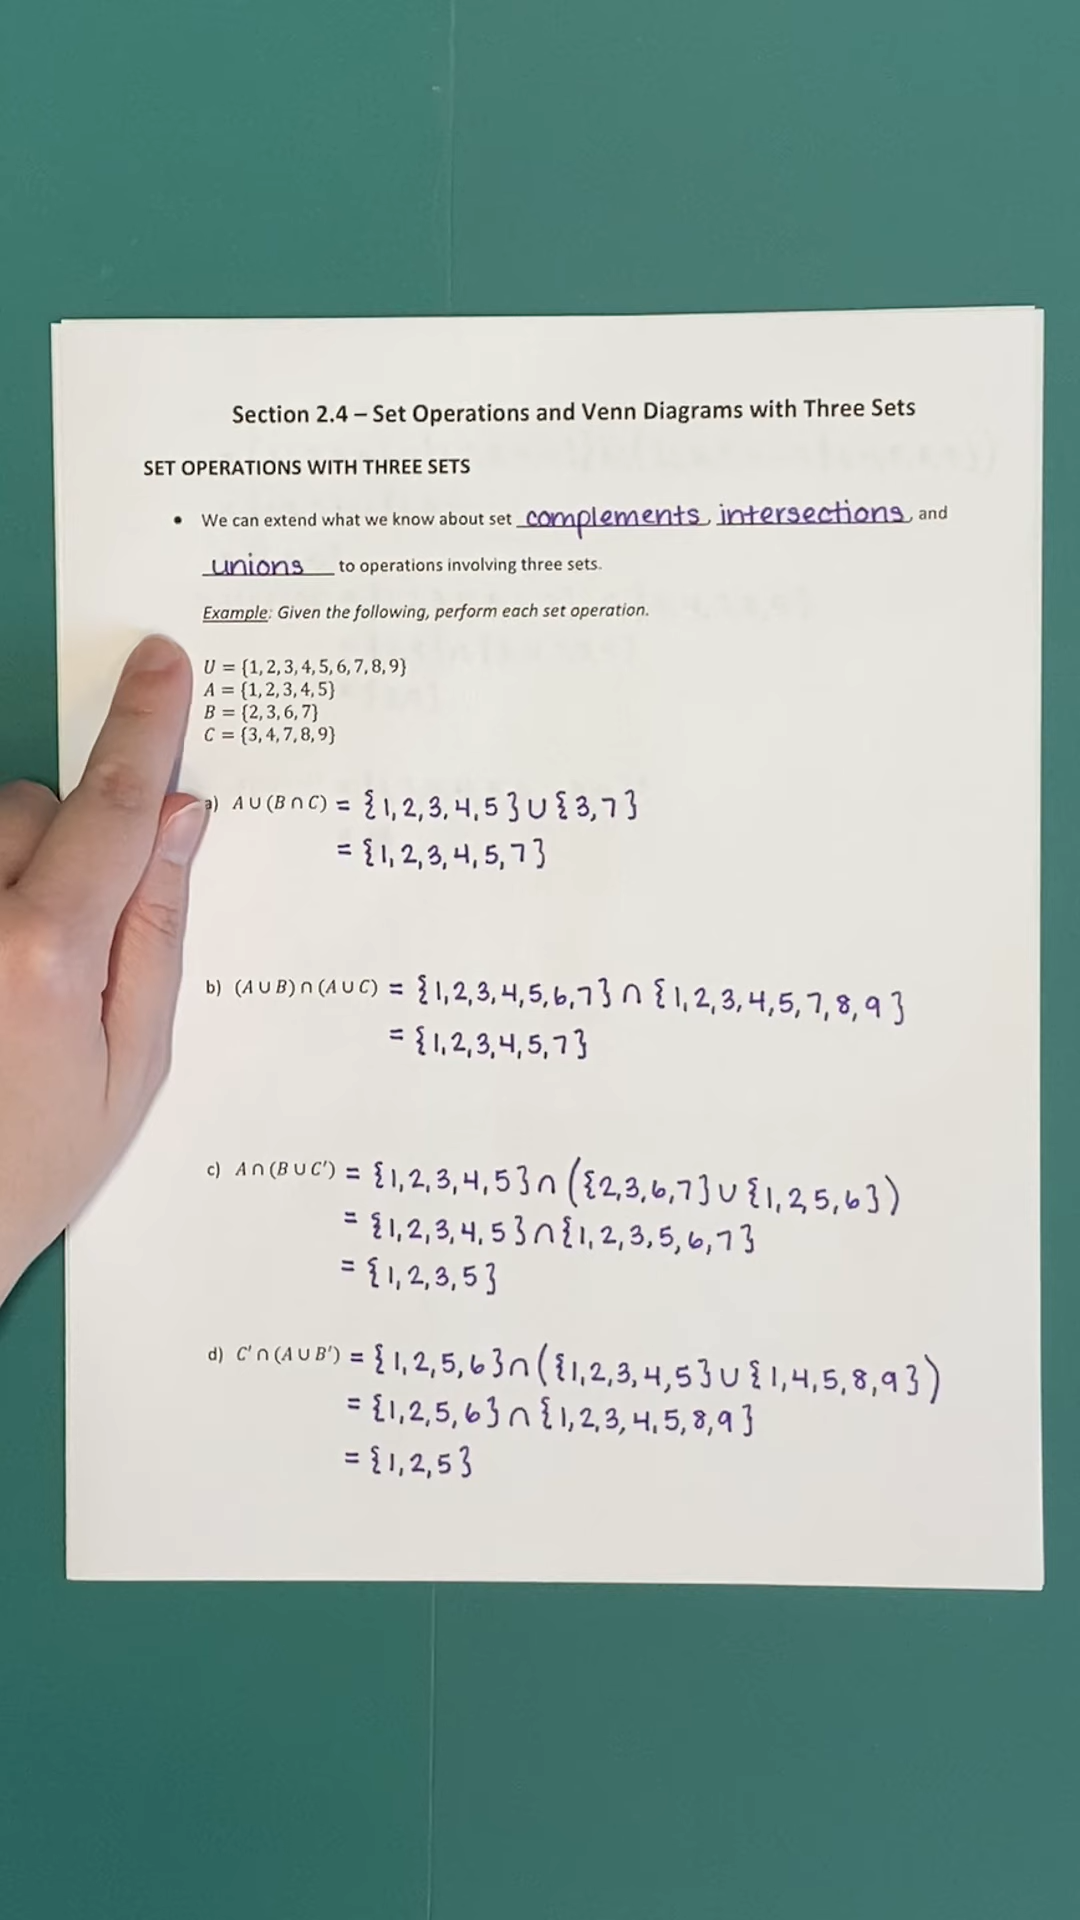 Section 2.4 – Set Operations and Venn Diagrams with Three Sets
SET OPERATIONS WITH THREE SETS
• We can extend what we know about set complements, intersections, and
unions to operations involving three sets.
Example: Given the following, perform each set operation.
U = {1, 2, 3, 4, 5, 6, 7, 8, 9}
A = {1, 2, 3, 4, 5}
B = {2, 3, 6, 7}
C = {3, 4, 7, 8, 9}
a) A ∪ (B ∩ C) = {1, 2, 3, 4, 5} ∪ {3, 7}
= {1, 2, 3, 4, 5, 7}
b) (A ∪ B) ∩ (A ∪ C) = {1, 2, 3, 4, 5, 6, 7} ∩ {1, 2, 3, 4, 5, 7, 8, 9}
= {1, 2, 3, 4, 5, 7}
c) A ∩ (B ∪ C′) = {1, 2, 3, 4, 5} ∩ ({2, 3, 6, 7} ∪ {1, 2, 5, 6})
= {1, 2, 3, 4, 5} ∩ {1, 2, 3, 5, 6, 7}
= {1, 2, 3, 5}
d) C′ ∩ (A ∪ B′) = {1, 2, 5, 6} ∩ ({1, 2, 3, 4, 5} ∪ {1, 4, 5, 8, 9})
= {1, 2, 5, 6} ∩ {1, 2, 3, 4, 5, 8, 9}
= {1, 2, 5}